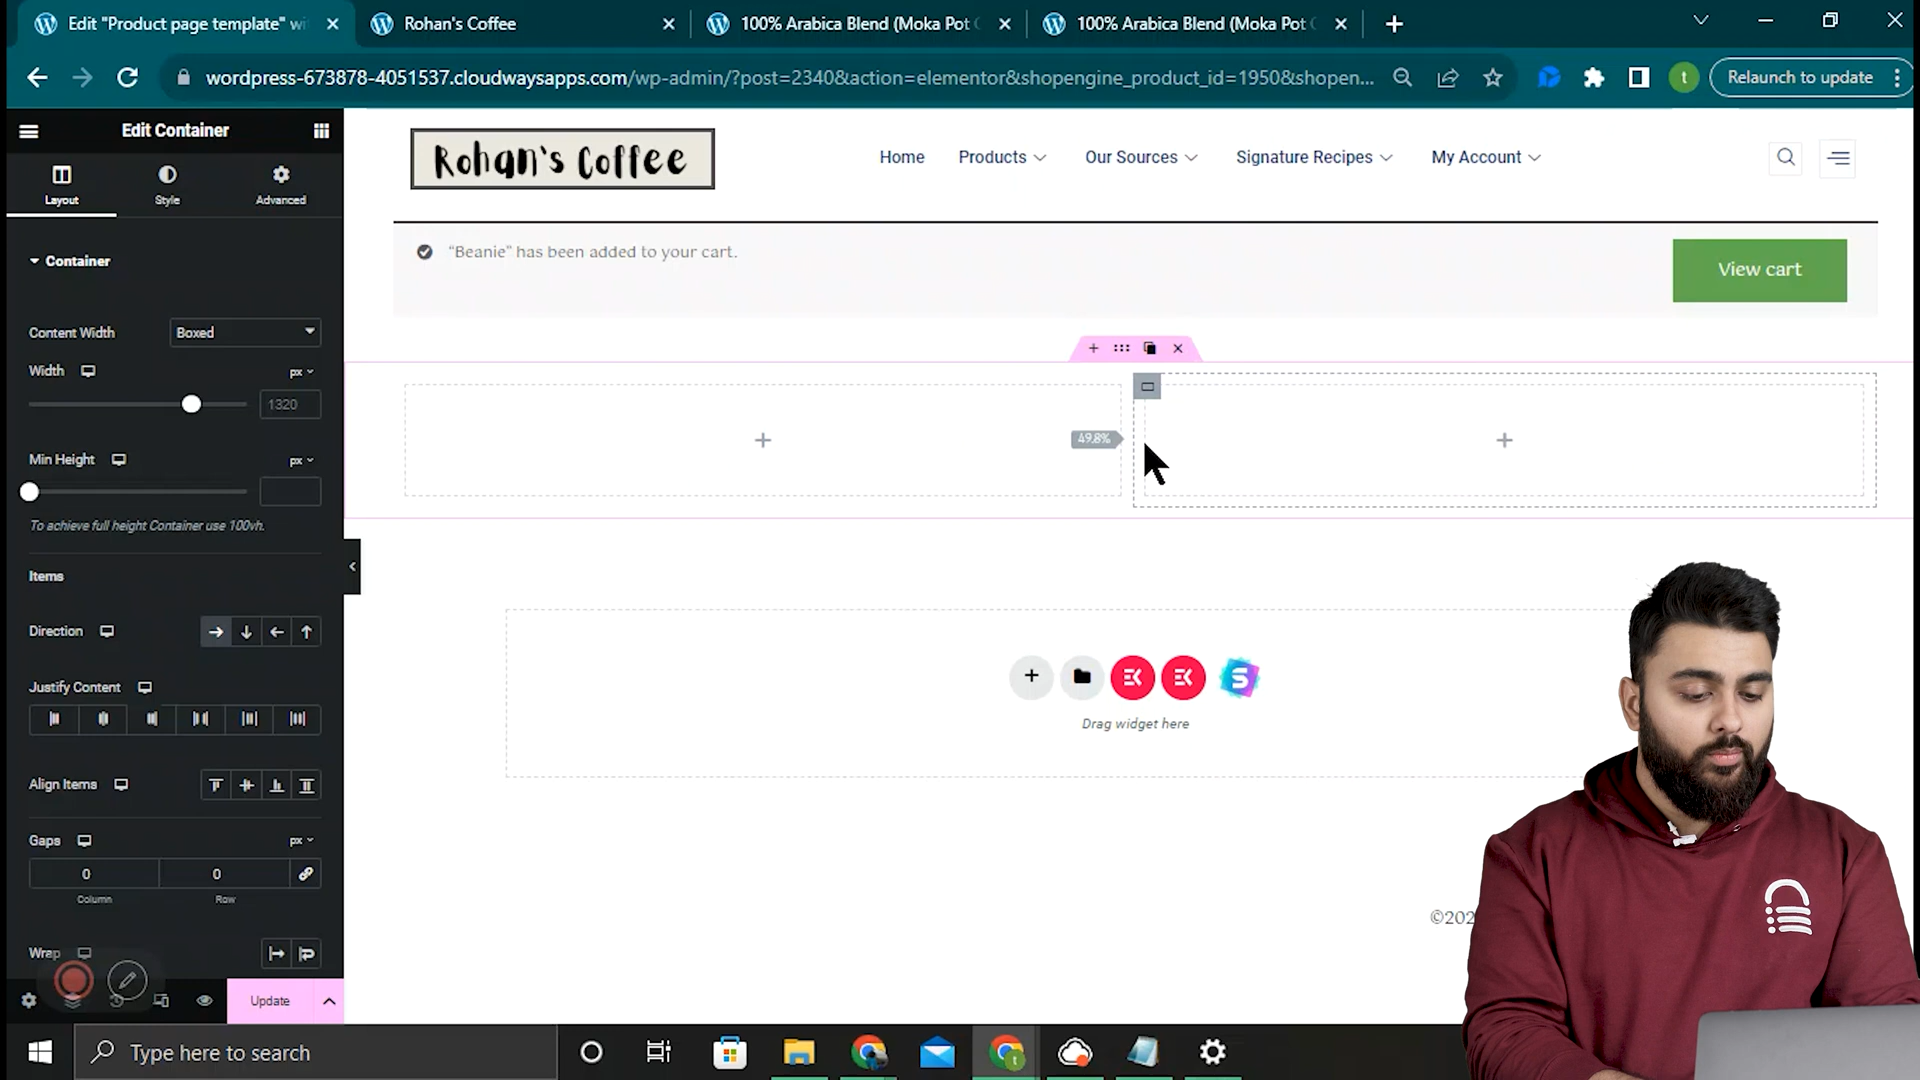 Edit "Product page template" wi
Rohan's Coffee
100% Arabica Blend (Moka Pot C
100% Arabica Blend (Moka Pot C
wordpress-673878-4051537.cloudwaysapps.com/wp-admin/?post=2340&action=elementor&shopengine_product_id=1950&shopen...
t
Relaunch to update
Edit Container
Layout
Style
Advanced
Container
Content Width
Boxed
Width
px
1320
Min Height
px
To achieve full height Container use 100vh.
Items
Direction
Justify Content
Align Items
Gaps
px
0
0
Column
Row
Wrap
Update
Rohan's Coffee
Home
Products
Our Sources
Signature Recipes
My Account
"Beanie" has been added to your cart.
View cart
49.8%
Drag widget here
©202
Type here to search